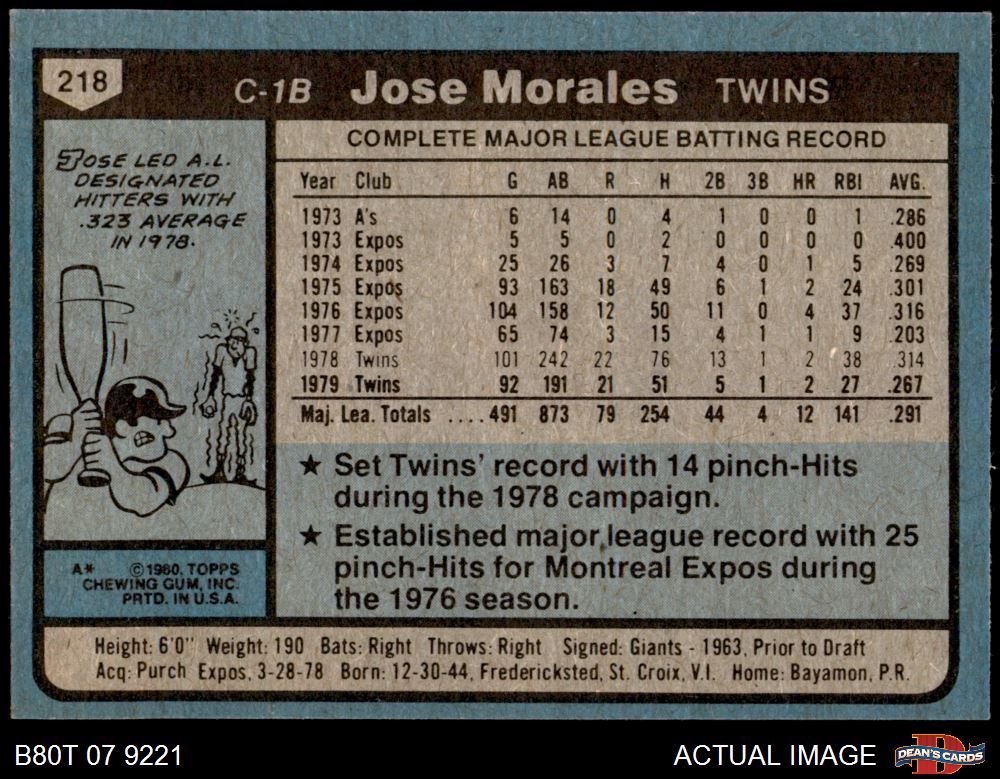 218
C-1B Jose Morales TWINS
JOSE LED A.L.
DESIGNATED
HITTERS WITH
.323 AVERAGE
IN 1978.
COMPLETE MAJOR LEAGUE BATTING RECORD
Year Club G AB R H 2B 3B HR RBI AVG.
1973 A's 6 14 0 4 1 0 0 1 .286
1973 Expos 5 5 0 2 0 0 0 0 .400
1974 Expos 25 26 3 7 4 0 1 5 .269
1975 Expos 93 163 18 49 6 1 2 24 .301
1976 Expos 104 158 12 50 11 0 4 37 .316
1977 Expos 65 74 3 15 4 1 1 9 .203
1978 Twins 101 242 22 76 13 1 2 38 .314
1979 Twins 92 191 21 51 5 1 2 27 .267
Maj. Lea. Totals ....491 873 79 254 44 4 12 141 .291
★ Set Twins' record with 14 pinch-Hits
during the 1978 campaign.
★ Established major league record with 25
pinch-Hits for Montreal Expos during
the 1976 season.
A* © 1980. TOPPS
CHEWING GUM, INC.
PRTD. IN U.S.A.
Height: 6'0" Weight: 190 Bats: Right Throws: Right Signed: Giants - 1963, Prior to Draft
Acq: Purch Expos, 3-28-78 Born: 12-30-44, Fredericksted, St. Croix, V.I. Home: Bayamon, P.R.
B80T 07 9221
ACTUAL IMAGE
DEAN'S CARDS